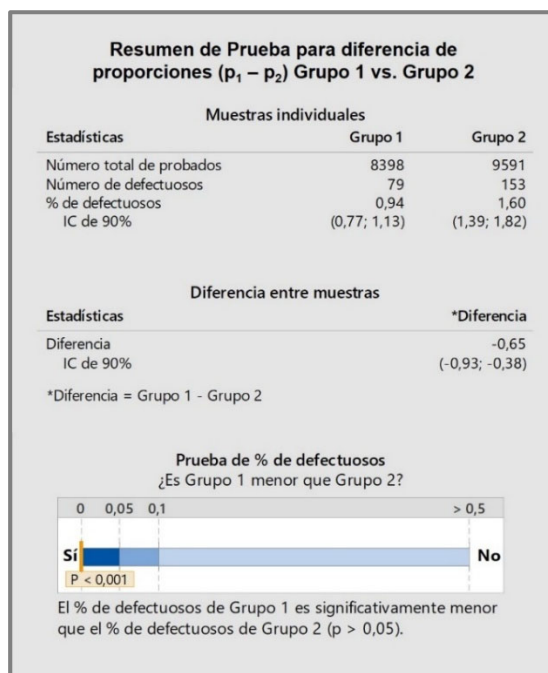 Resumen de Prueba para diferencia de
proporciones (p₁ – p₂) Grupo 1 vs. Grupo 2
Muestras individuales
Estadísticas Grupo 1 Grupo 2
Número total de probados 8398 9591
Número de defectuosos 79 153
% de defectuosos 0,94 1,60
IC de 90% (0,77; 1,13) (1,39; 1,82)
Diferencia entre muestras
Estadísticas *Diferencia
Diferencia -0,65
IC de 90% (-0,93; -0,38)
*Diferencia = Grupo 1 - Grupo 2
Prueba de % de defectuosos
¿Es Grupo 1 menor que Grupo 2?
0 0,05 0,1 > 0,5
Sí No
P < 0,001
El % de defectuosos de Grupo 1 es significativamente menor
que el % de defectuosos de Grupo 2 (p > 0,05).